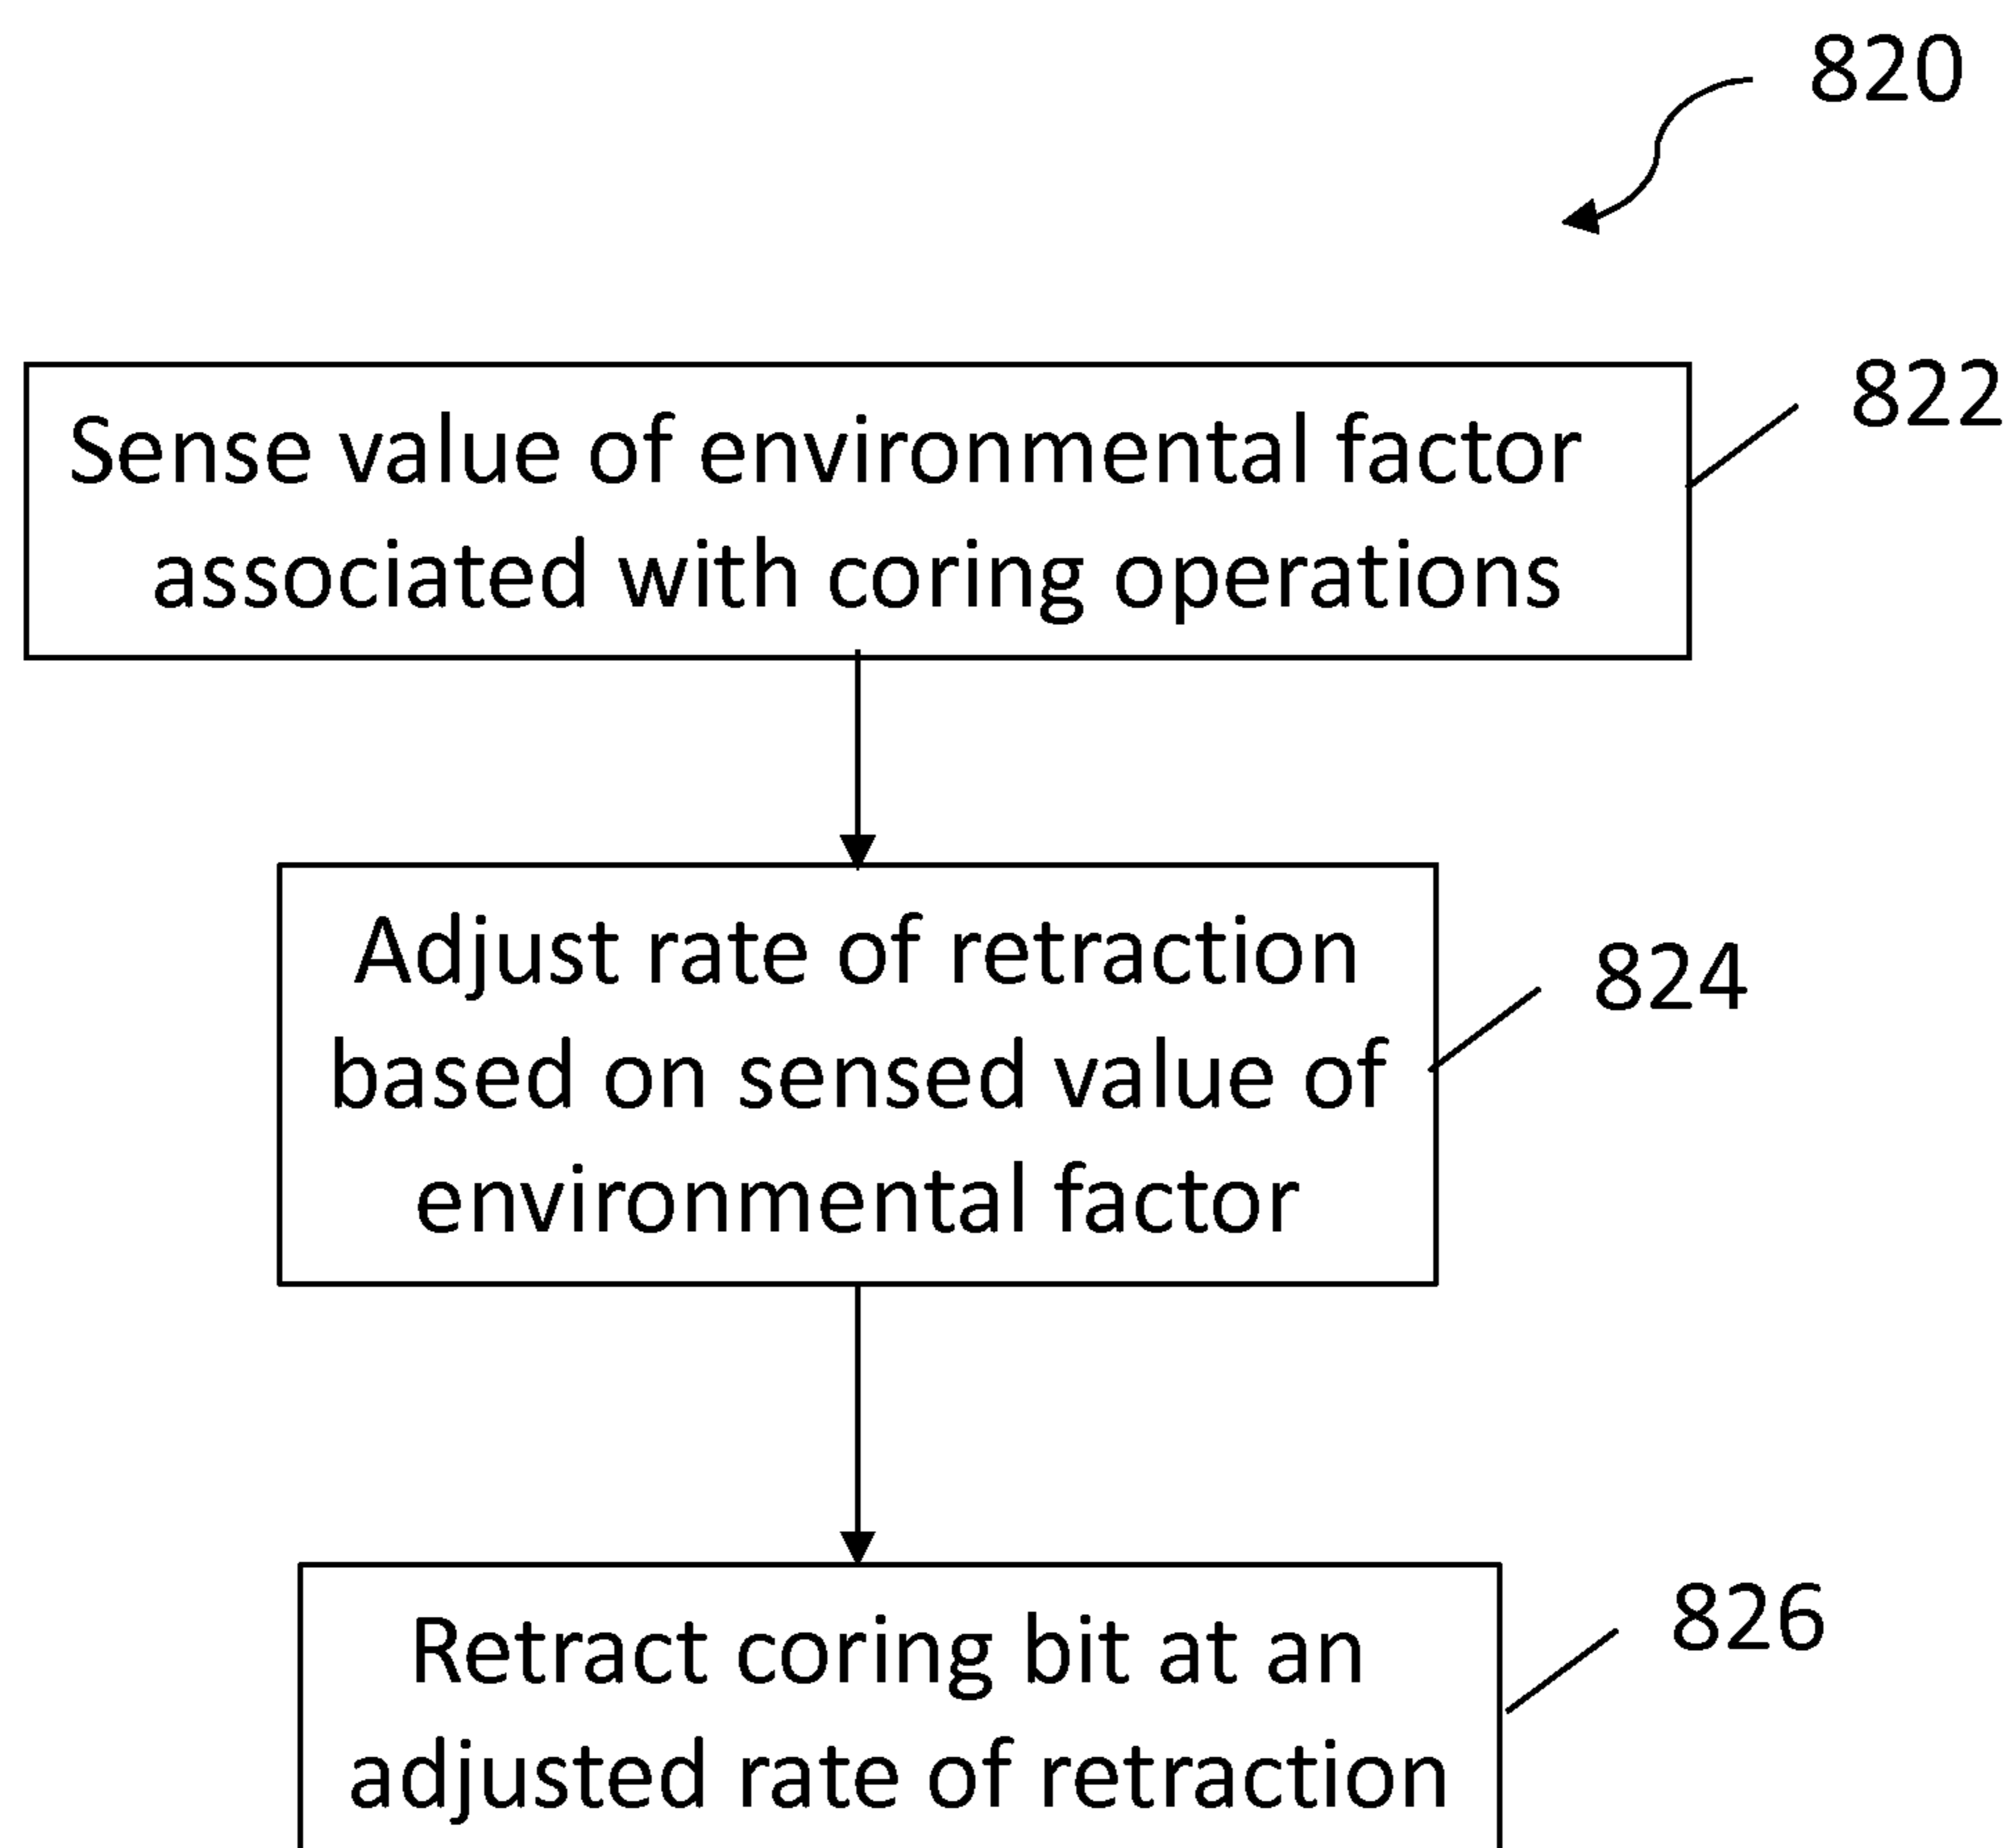 820
822
Sense value of environmental factor
associated with coring operations
824
Adjust rate of retraction
based on sensed value of
environmental factor
826
Retract coring bit at an
adjusted rate of retraction